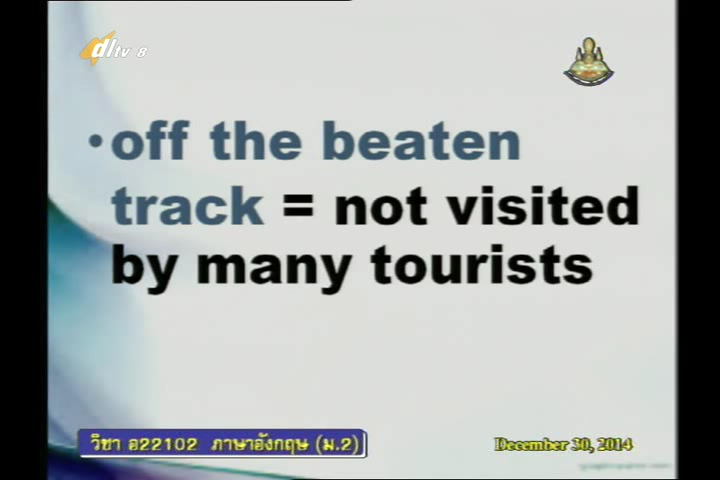 dltv 8
•off the beaten
track = not visited
by many tourists
วิชา อ22102 ภาษาอังกฤษ (ม.2)
December 30, 2014